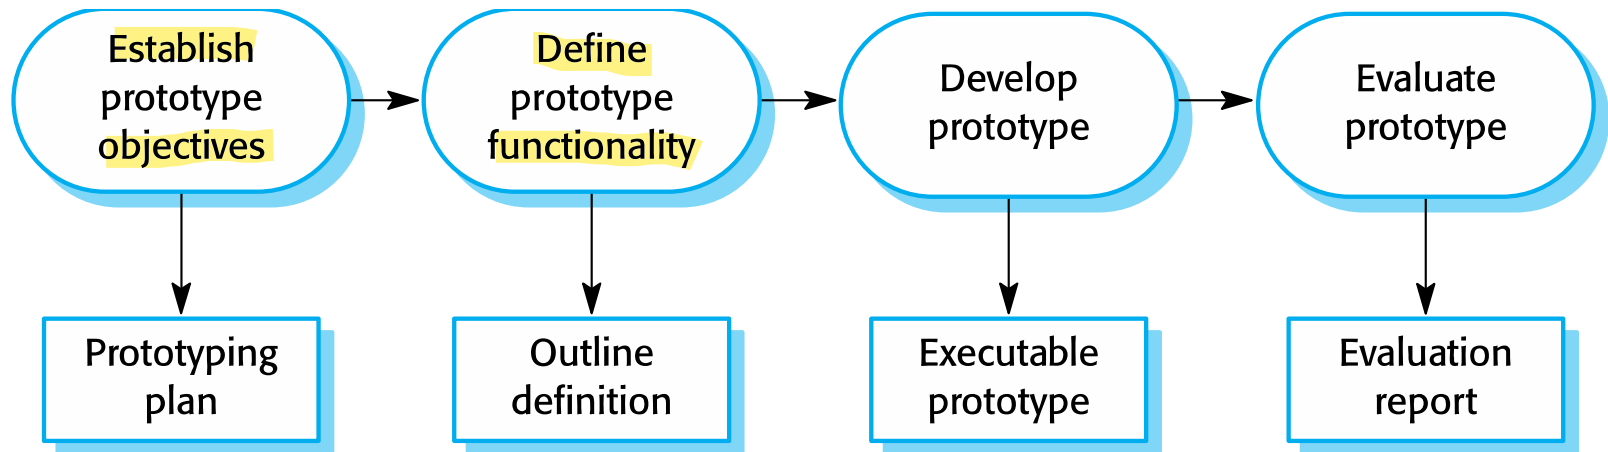 Establish
prototype
objectives
Define
prototype
functionality
Develop
prototype
Evaluate
prototype
Prototyping
plan
Outline
definition
Executable
prototype
Evaluation
report